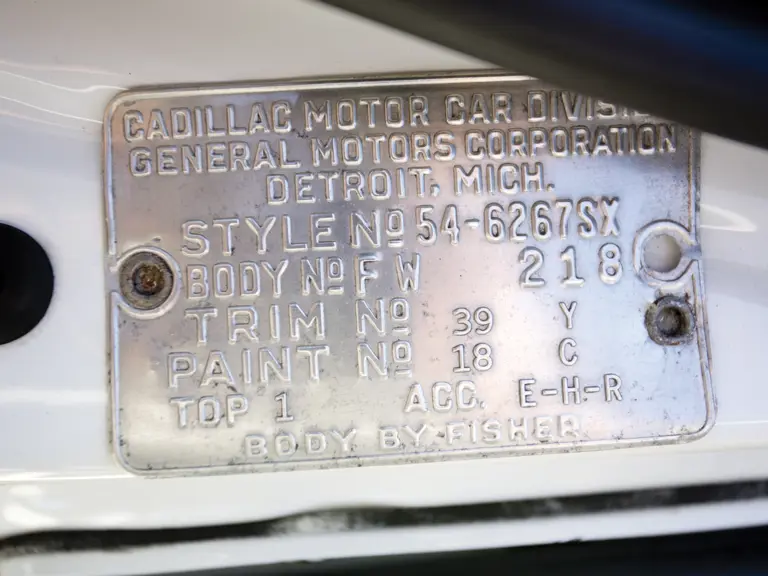 CADILLAC MOTOR CAR DIVISI
GENERAL MOTORS CORPORATION
DETROIT, MICH.
STYLE Nº 54-6267SX
BODY Nº F W 218
TRIM Nº 39 Y
PAINT Nº 18 C
TOP 1 ACC. E-H-R
BODY BY FISHER